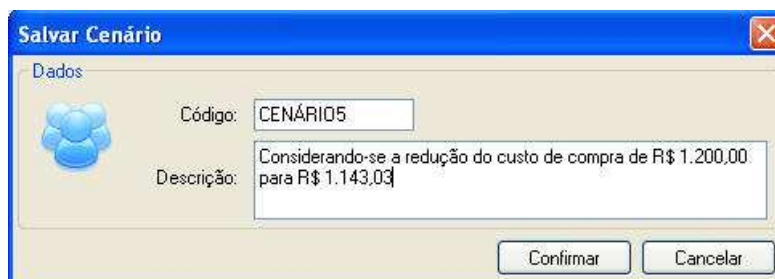 Salvar Cenário
Dados
Código: CENÁRIO5
Descrição: Considerando-se a redução do custo de compra de R$ 1.200,00
para R$ 1.143,03
Confirmar Cancelar